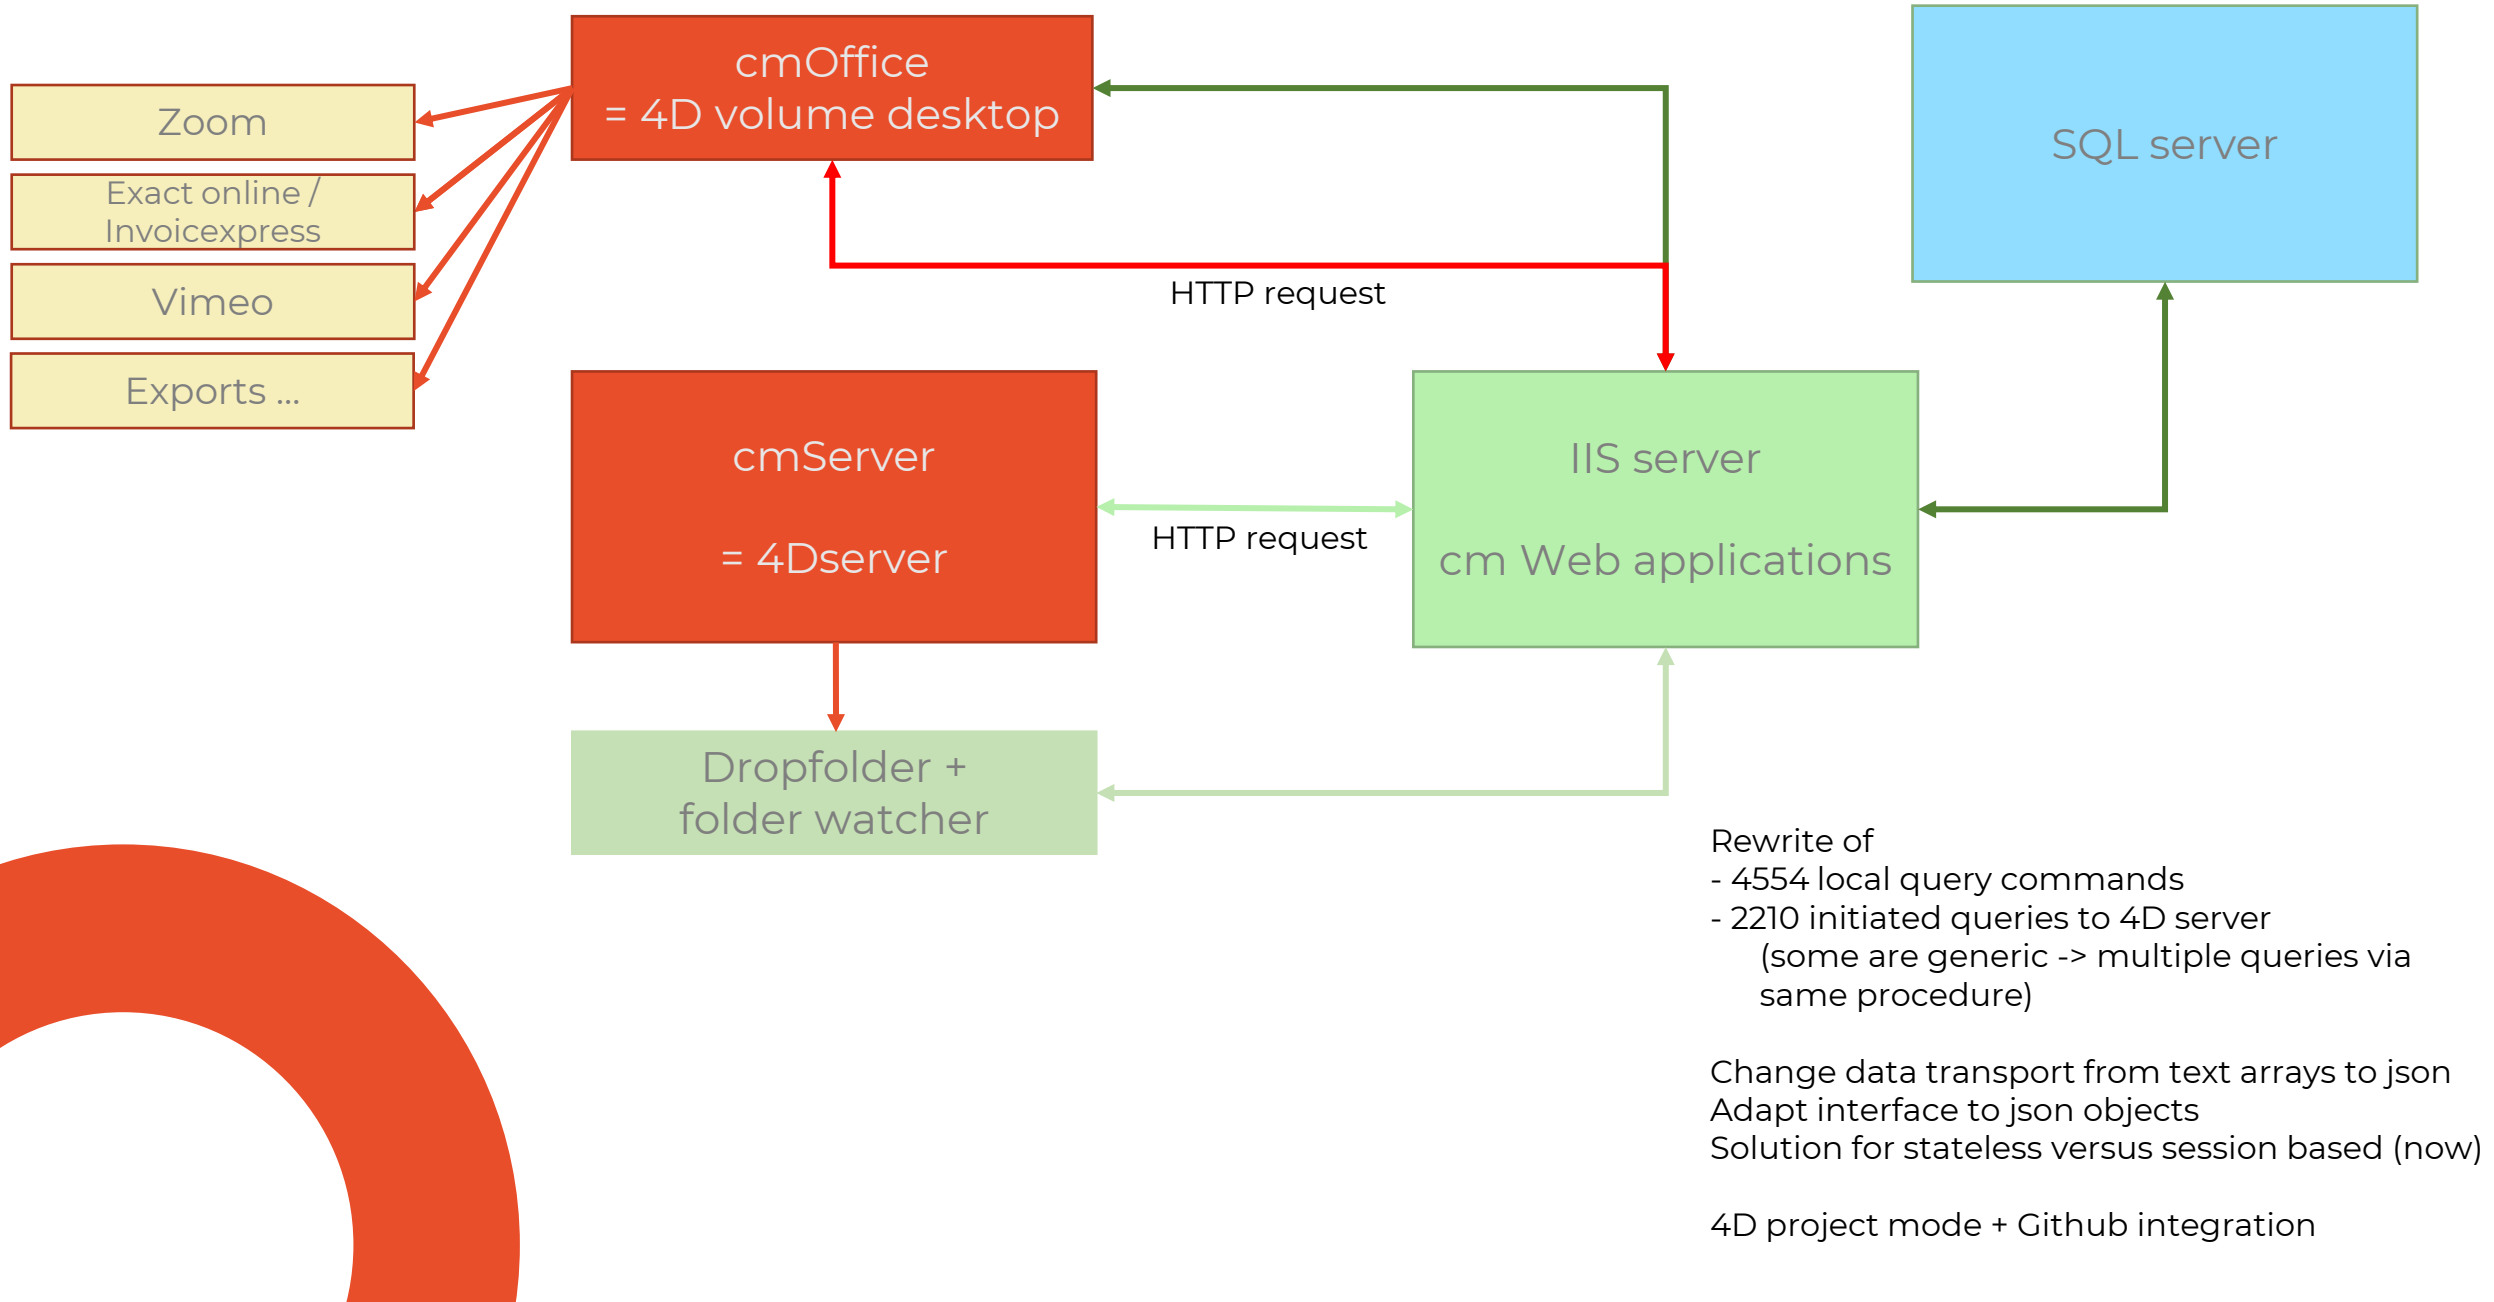 cmOffice
= 4D volume desktop
SQL server
Zoom
Exact online /
Invoicexpress
Vimeo
Exports ...
HTTP request
cmServer
= 4Dserver
HTTP request
IIS server
cm Web applications
Dropfolder +
folder watcher
Rewrite of
- 4554 local query commands
- 2210 initiated queries to 4D server
(some are generic -> multiple queries via
same procedure)
Change data transport from text arrays to json
Adapt interface to json objects
Solution for stateless versus session based (now)
4D project mode + Github integration